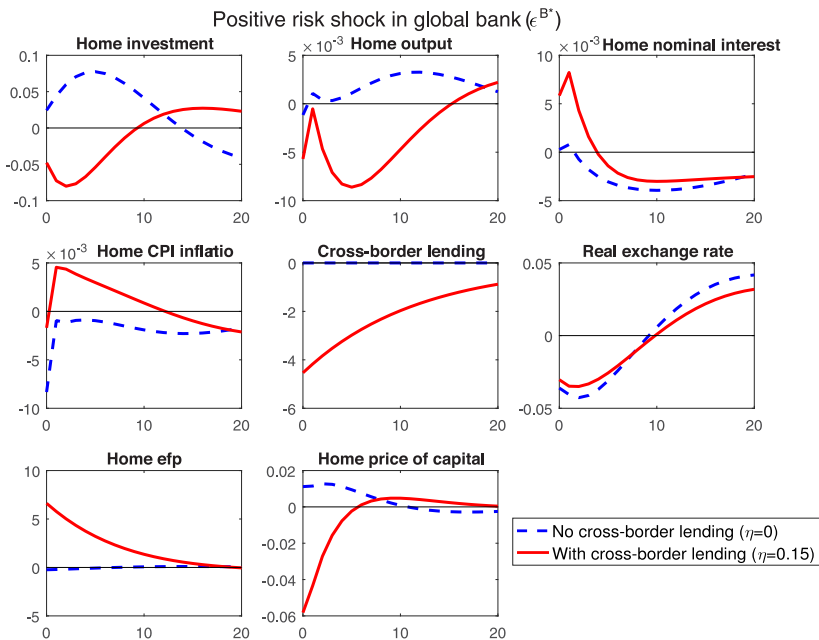 Positive risk shock in global bank (ϵ^B*)
Home investment
0.1
0.05
0
-0.05
-0.1
0 10 20
Home output
× 10^-3
5
0
-5
-10
0 10 20
Home nominal interest
× 10^-3
10
5
0
-5
0 10 20
Home CPI inflatio
× 10^-3
5
0
-5
-10
0 10 20
Cross-border lending
0
-2
-4
-6
0 10 20
Real exchange rate
0.05
0
-0.05
0 10 20
Home efp
10
5
0
-5
0 10 20
Home price of capital
0.02
0
-0.02
-0.04
-0.06
0 10 20
No cross-border lending (η=0)
With cross-border lending (η=0.15)